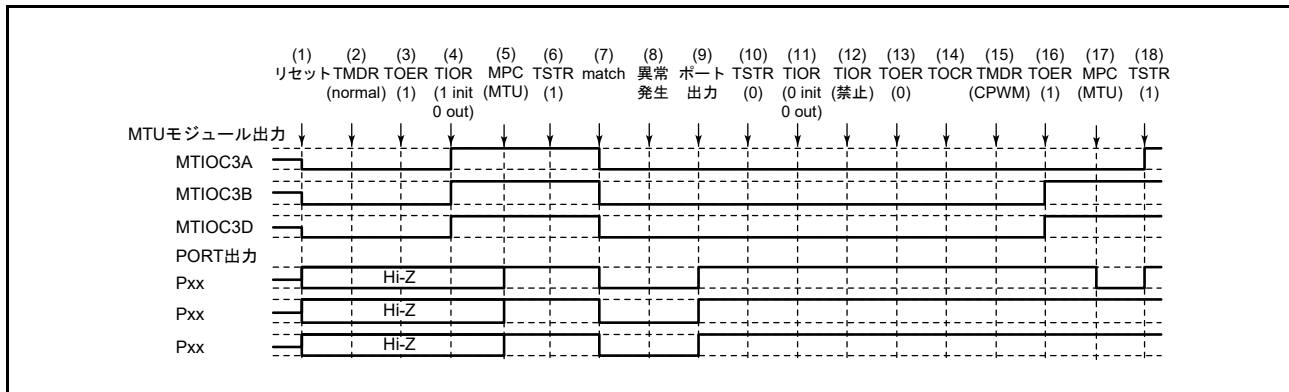 (1) (2) (3) (4) (5) (6) (7) (8) (9) (10) (11) (12) (13) (14) (15) (16) (17) (18)
リセット TMDR TOER TIOR MPC TSTR match 異常 ポート TSTR TIOR TIOR TOER TOCR TMDR TOER MPC TSTR
(normal) (1) (1 init (MTU) (1) 発生 出力 (0) (0 init (禁止) (0) (CPWM) (1) (MTU) (1)
0 out) 0 out)
MTUモジュール出力
MTIOC3A
MTIOC3B
MTIOC3D
PORT出力
Pxx Hi-Z
Pxx Hi-Z
Pxx Hi-Z